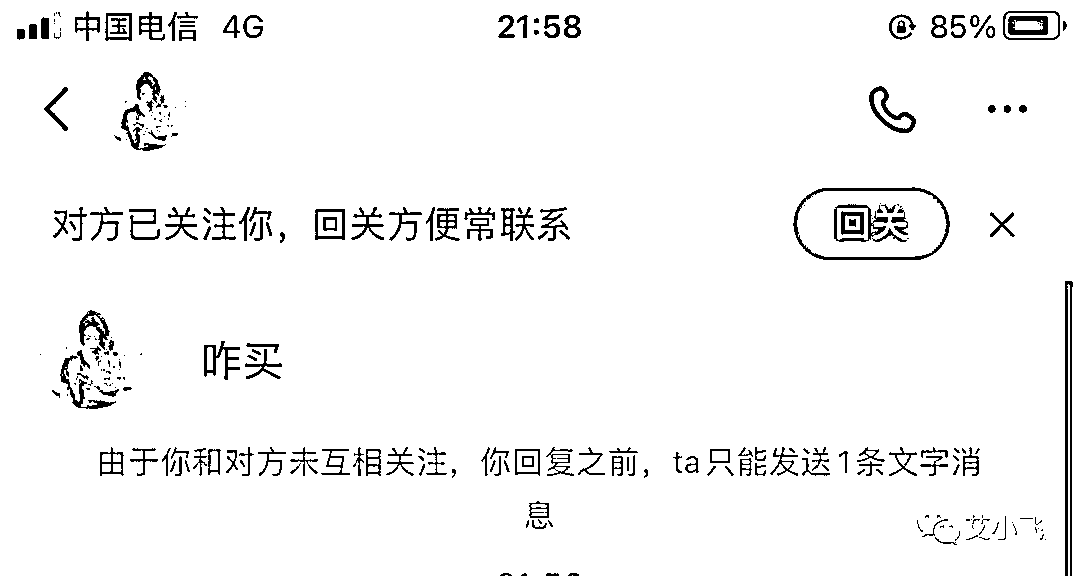 中国电信 4G 21:58 85%
对方已关注你，回关方便常联系 回关
咋买
由于你和对方未互相关注，你回复之前，ta只能发送1条文字消
息
艾小飞